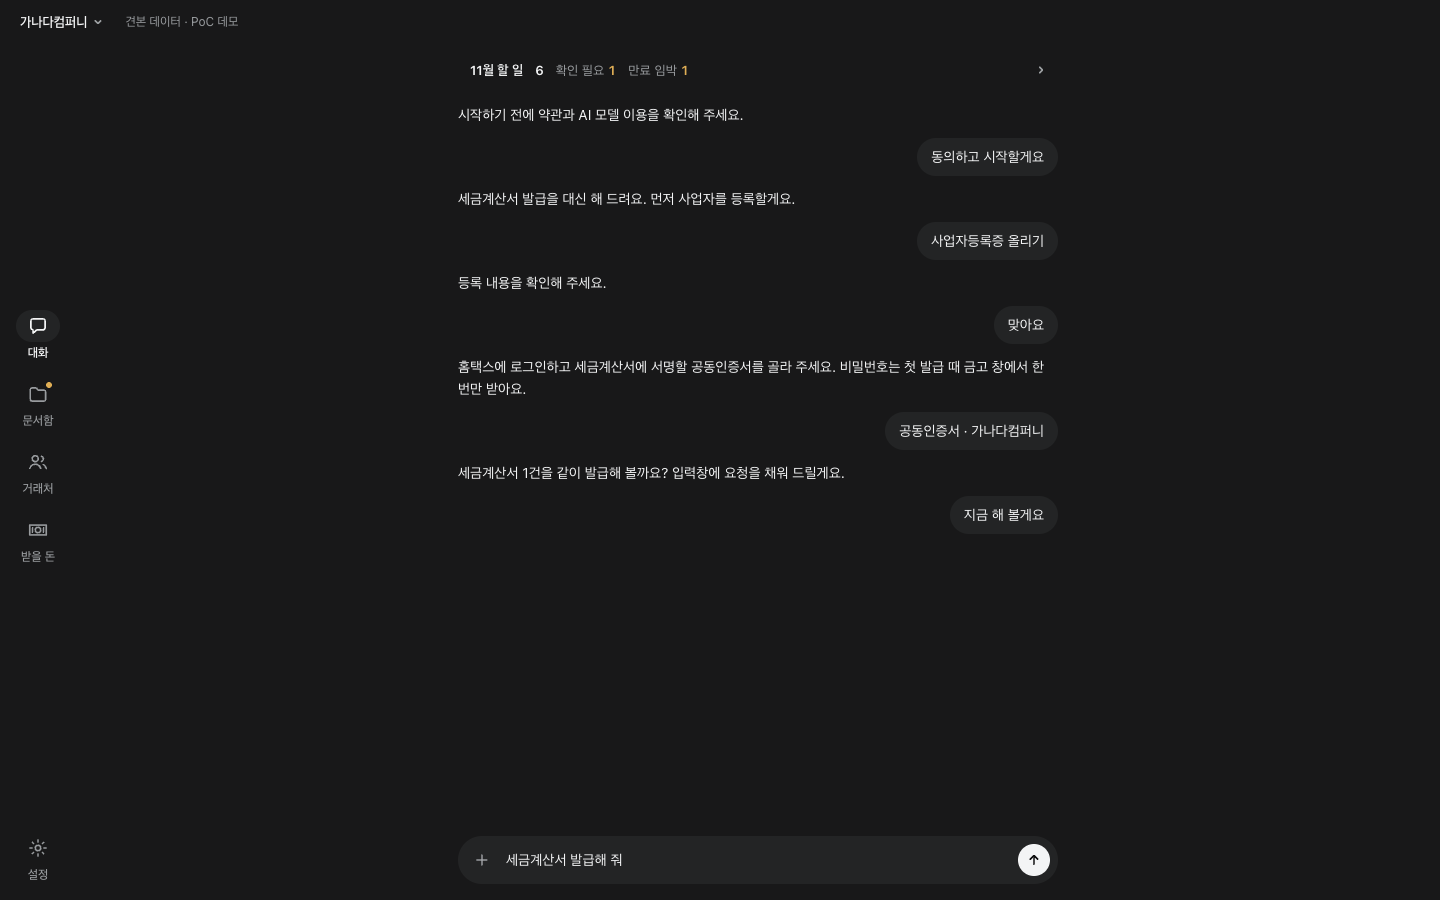 가나다컴퍼니
견본 데이터 · PoC 데모
11월 할 일 6 확인 필요 1 만료 임박 1
시작하기 전에 약관과 AI 모델 이용을 확인해 주세요.
동의하고 시작할게요
세금계산서 발급을 대신 해 드려요. 먼저 사업자를 등록할게요.
사업자등록증 올리기
등록 내용을 확인해 주세요.
맞아요
홈택스에 로그인하고 세금계산서에 서명할 공동인증서를 골라 주세요. 비밀번호는 첫 발급 때 금고 창에서 한
번만 받아요.
공동인증서 · 가나다컴퍼니
세금계산서 1건을 같이 발급해 볼까요? 입력창에 요청을 채워 드릴게요.
지금 해 볼게요
대화
문서함
거래처
받을 돈
설정
세금계산서 발급해 줘